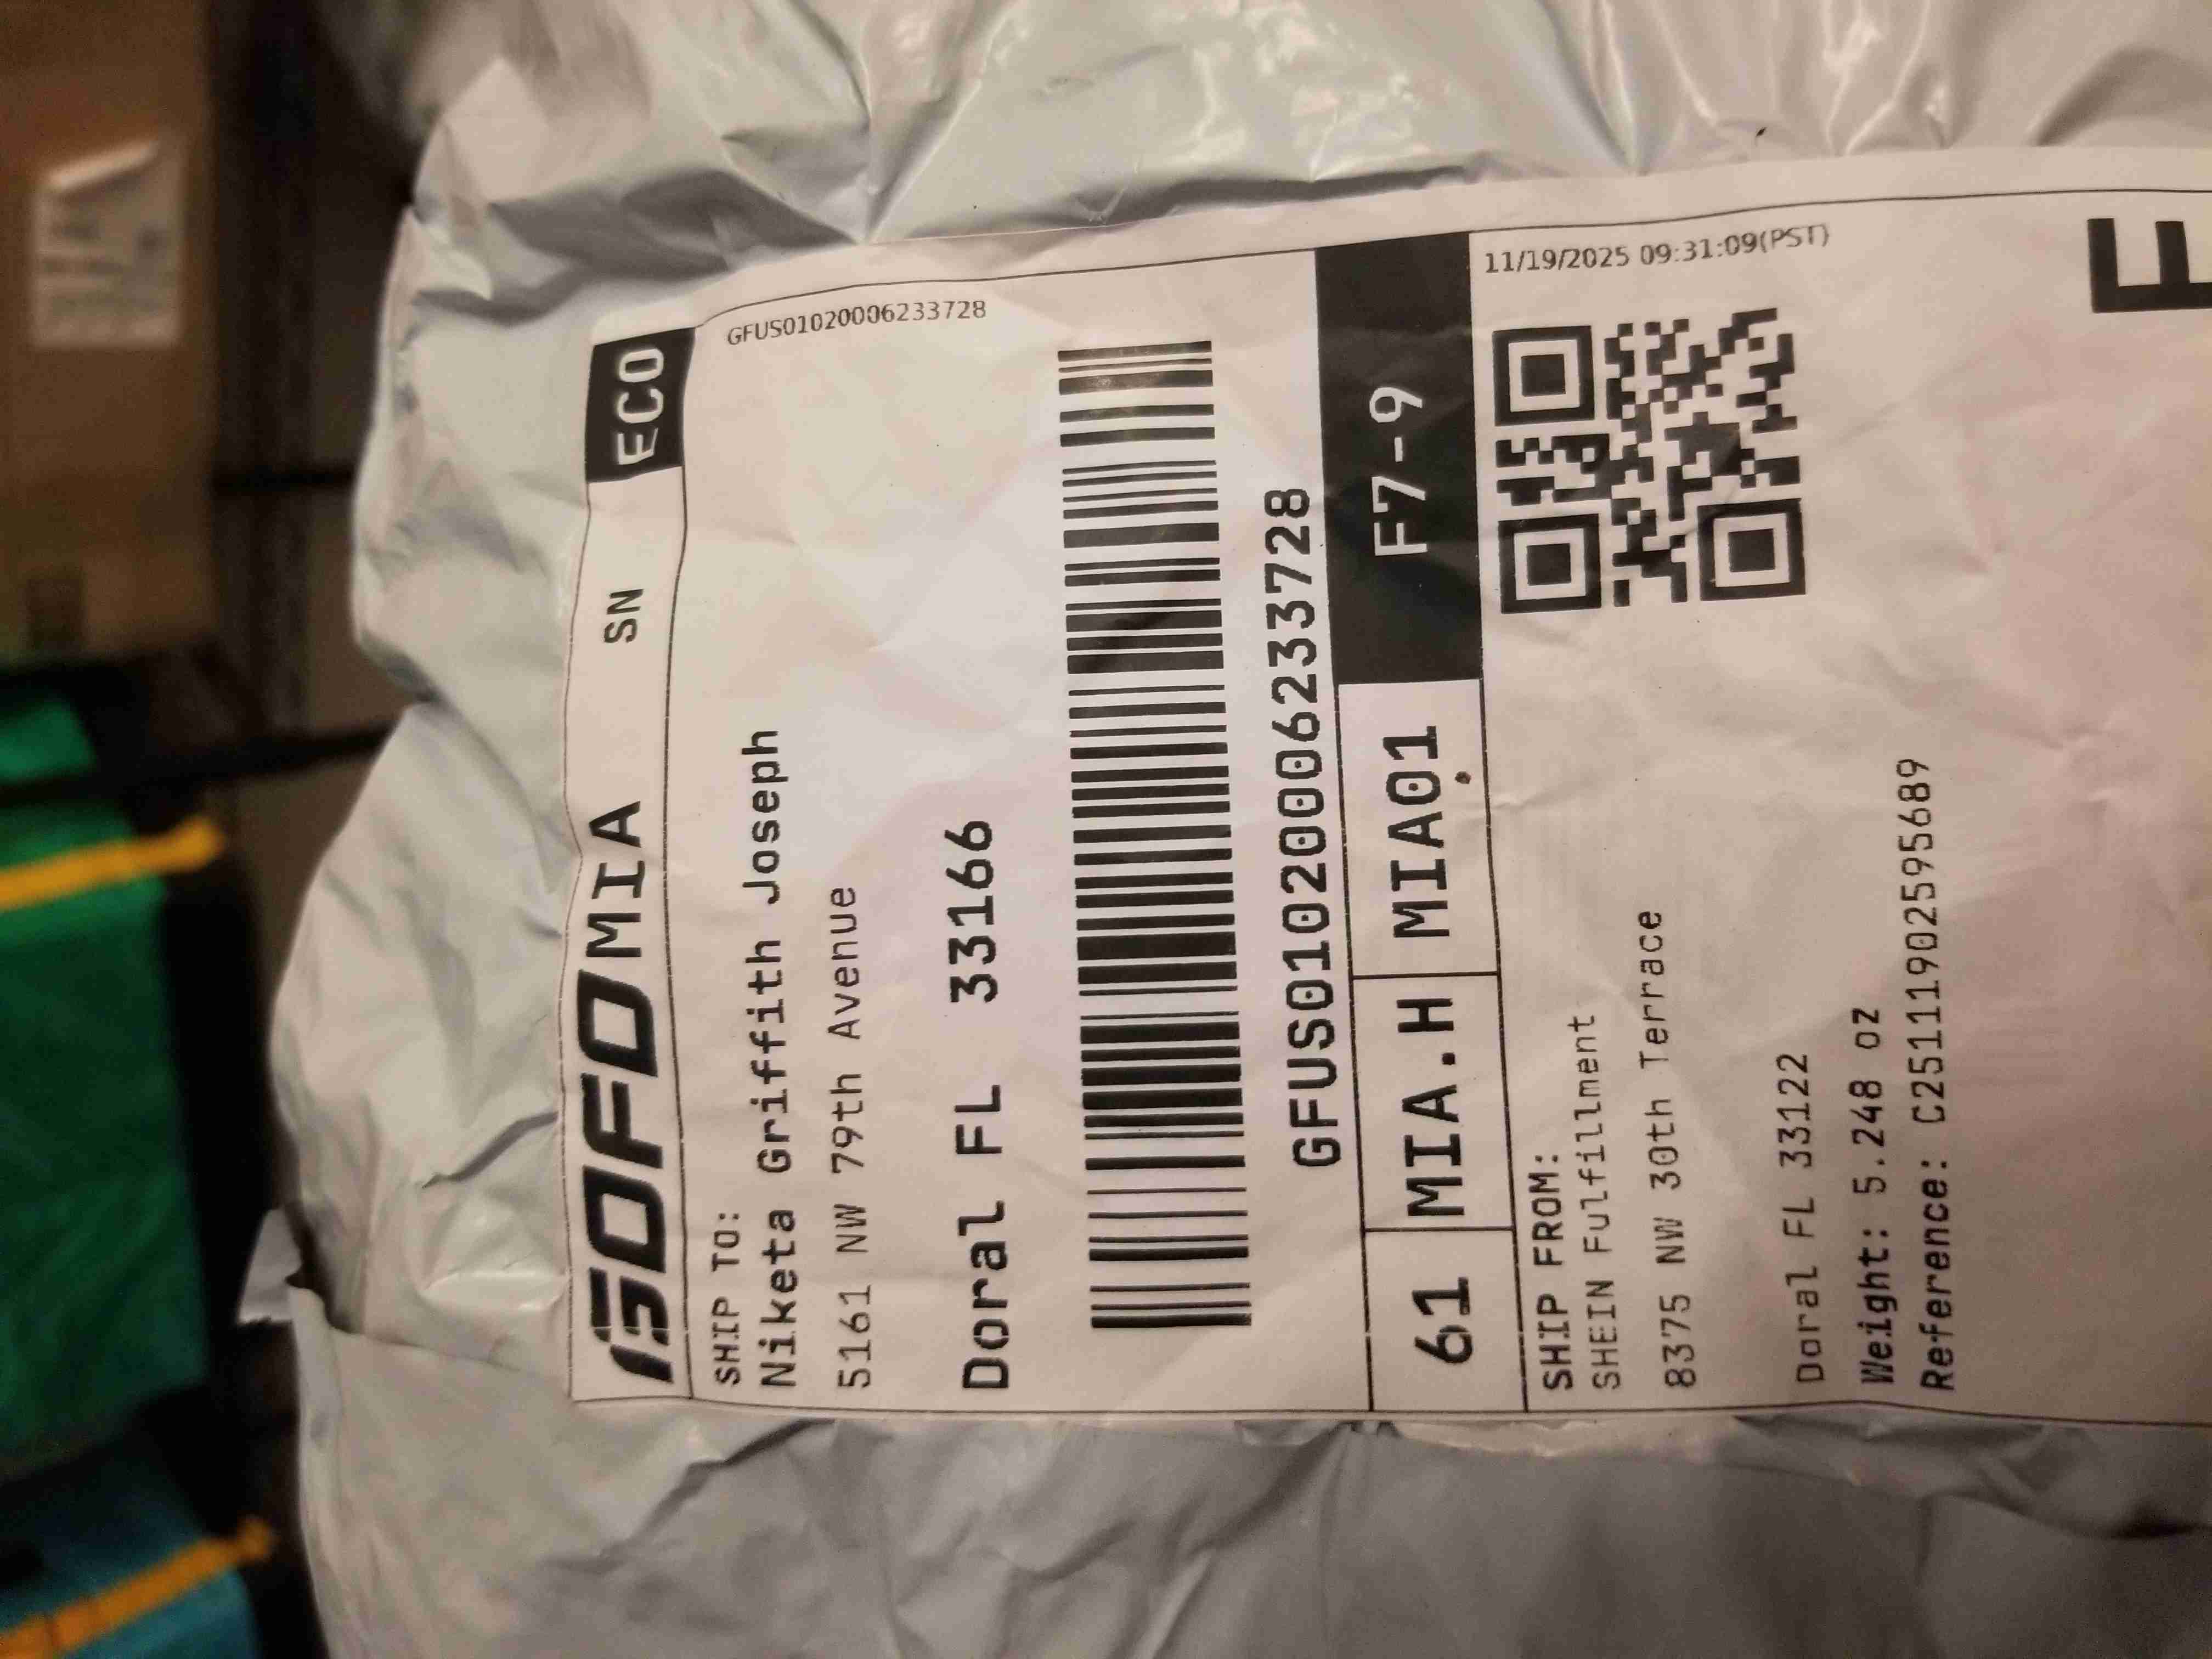 GOFO MIA SN ECO
GFUS01020006233728
SHIP TO:
Niketa Griffith Joseph
5161 NW 79th Avenue
Doral FL 33166
GFUS01020006233728
61 MIA.H MIA01 F7-9
11/19/2025 09:31:09(PST)
SHIP FROM:
SHEIN Fulfillment
8375 NW 30th Terrace
Doral FL 33122
Weight: 5.248 oz
Reference: C251119025956​89